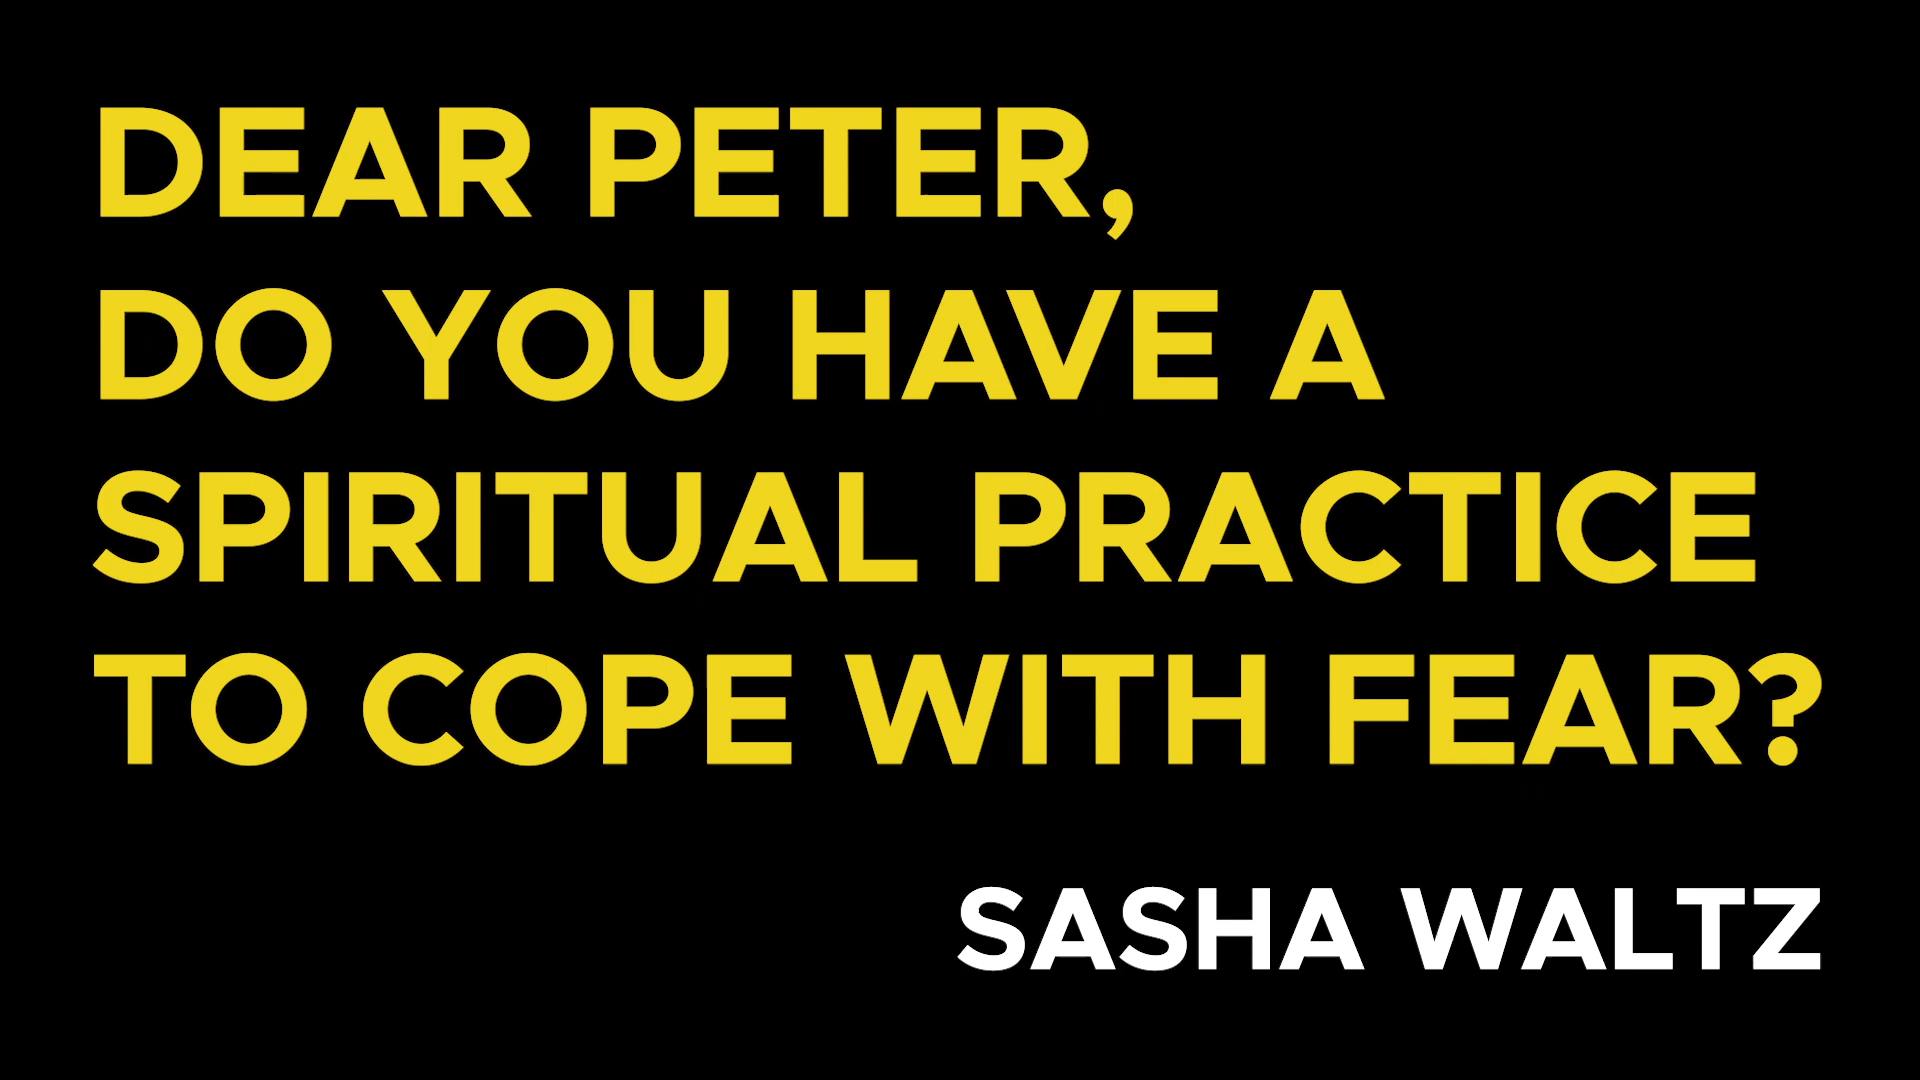 DEAR PETER,
DO YOU HAVE A
SPIRITUAL PRACTICE
TO COPE WITH FEAR?
SASHA WALTZ